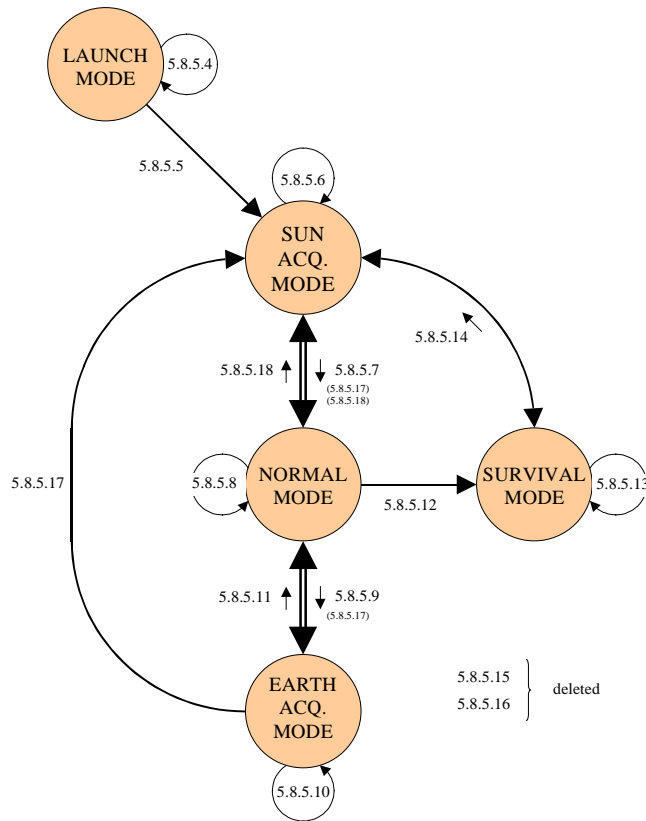 LAUNCH
MODE
5.8.5.4
5.8.5.5
5.8.5.6
SUN
ACQ.
MODE
5.8.5.14
5.8.5.18
5.8.5.7
(5.8.5.17)
(5.8.5.18)
5.8.5.17
5.8.5.8
NORMAL
MODE
5.8.5.12
SURVIVAL
MODE
5.8.5.13
5.8.5.11
5.8.5.9
(5.8.5.17)
EARTH
ACQ.
MODE
5.8.5.15
5.8.5.16
deleted
5.8.5.10